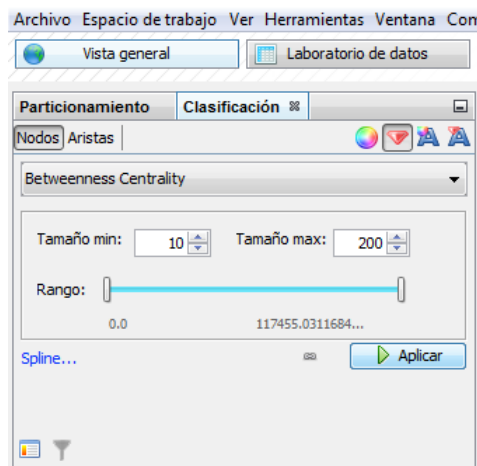 Archivo Espacio de trabajo Ver Herramientas Ventana Com
Vista general Laboratorio de datos
Particionamiento Clasificación
Nodos Aristas
Betweenness Centrality
Tamaño min: 10 Tamaño max: 200
Rango:
0.0 117455.0311684...
Spline... Aplicar